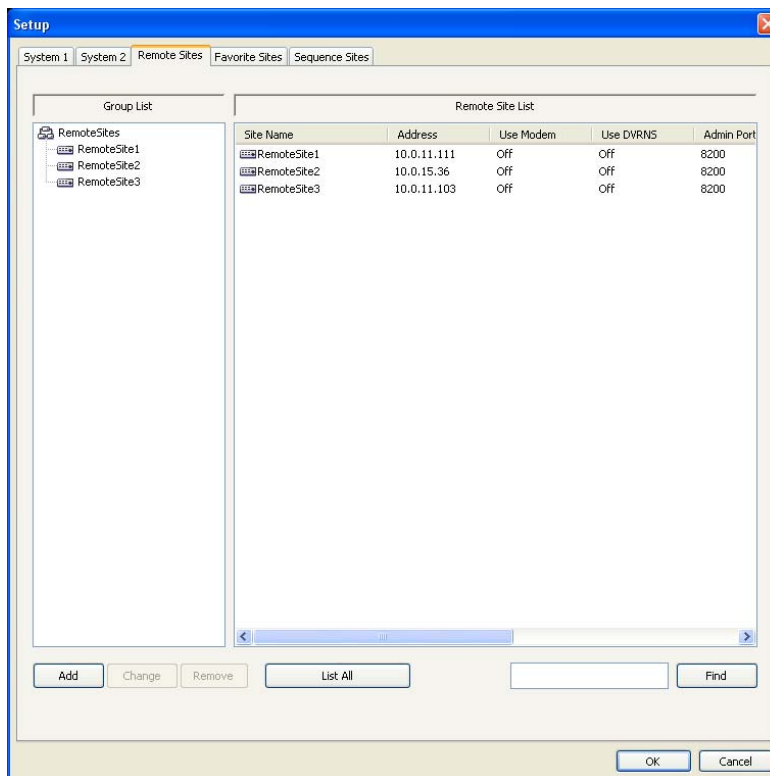 Setup
System 1 System 2 Remote Sites Favorite Sites Sequence Sites
Group List
RemoteSites
RemoteSite1
RemoteSite2
RemoteSite3
Remote Site List
Site Name Address Use Modem Use DVRNS Admin Port
RemoteSite1 10.0.11.111 Off Off 8200
RemoteSite2 10.0.15.36 Off Off 8200
RemoteSite3 10.0.11.103 Off Off 8200
Add Change Remove List All Find
OK Cancel